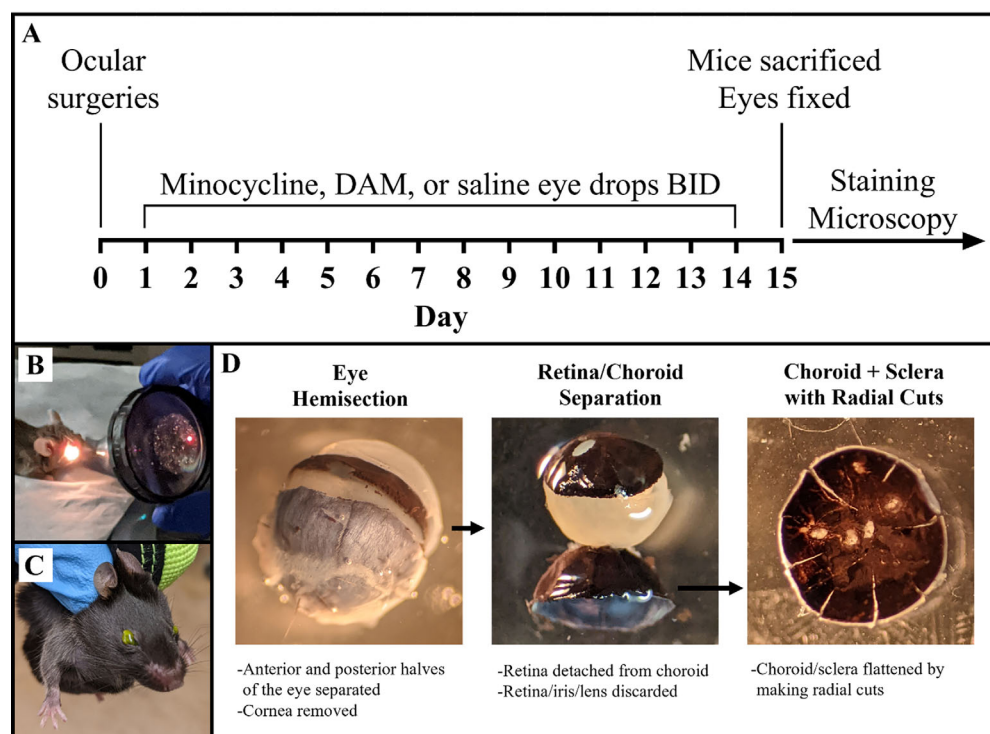 A
Ocular
surgeries
Mice sacrificed
Eyes fixed
Minocycline, DAM, or saline eye drops BID
Staining
Microscopy
0 1 2 3 4 5 6 7 8 9 10 11 12 13 14 15
Day
B
C
D
Eye
Hemisection
-Anterior and posterior halves
of the eye separated
-Cornea removed
Retina/Choroid
Separation
-Retina detached from choroid
-Retina/iris/lens discarded
Choroid + Sclera
with Radial Cuts
-Choroid/sclera flattened by
making radial cuts